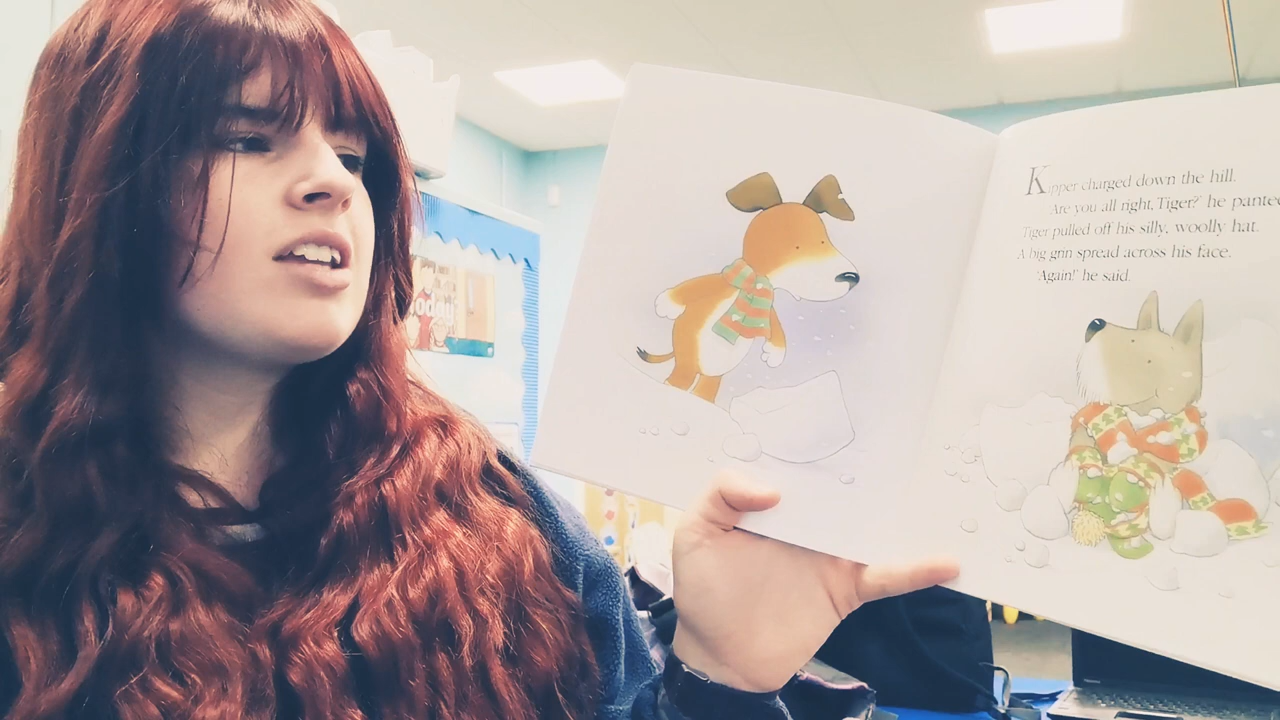 Kipper charged down the hill.
'Are you all right, Tiger?' he panted
Tiger pulled off his silly, woolly hat.
A big grin spread across his face.
'Again!' he said.